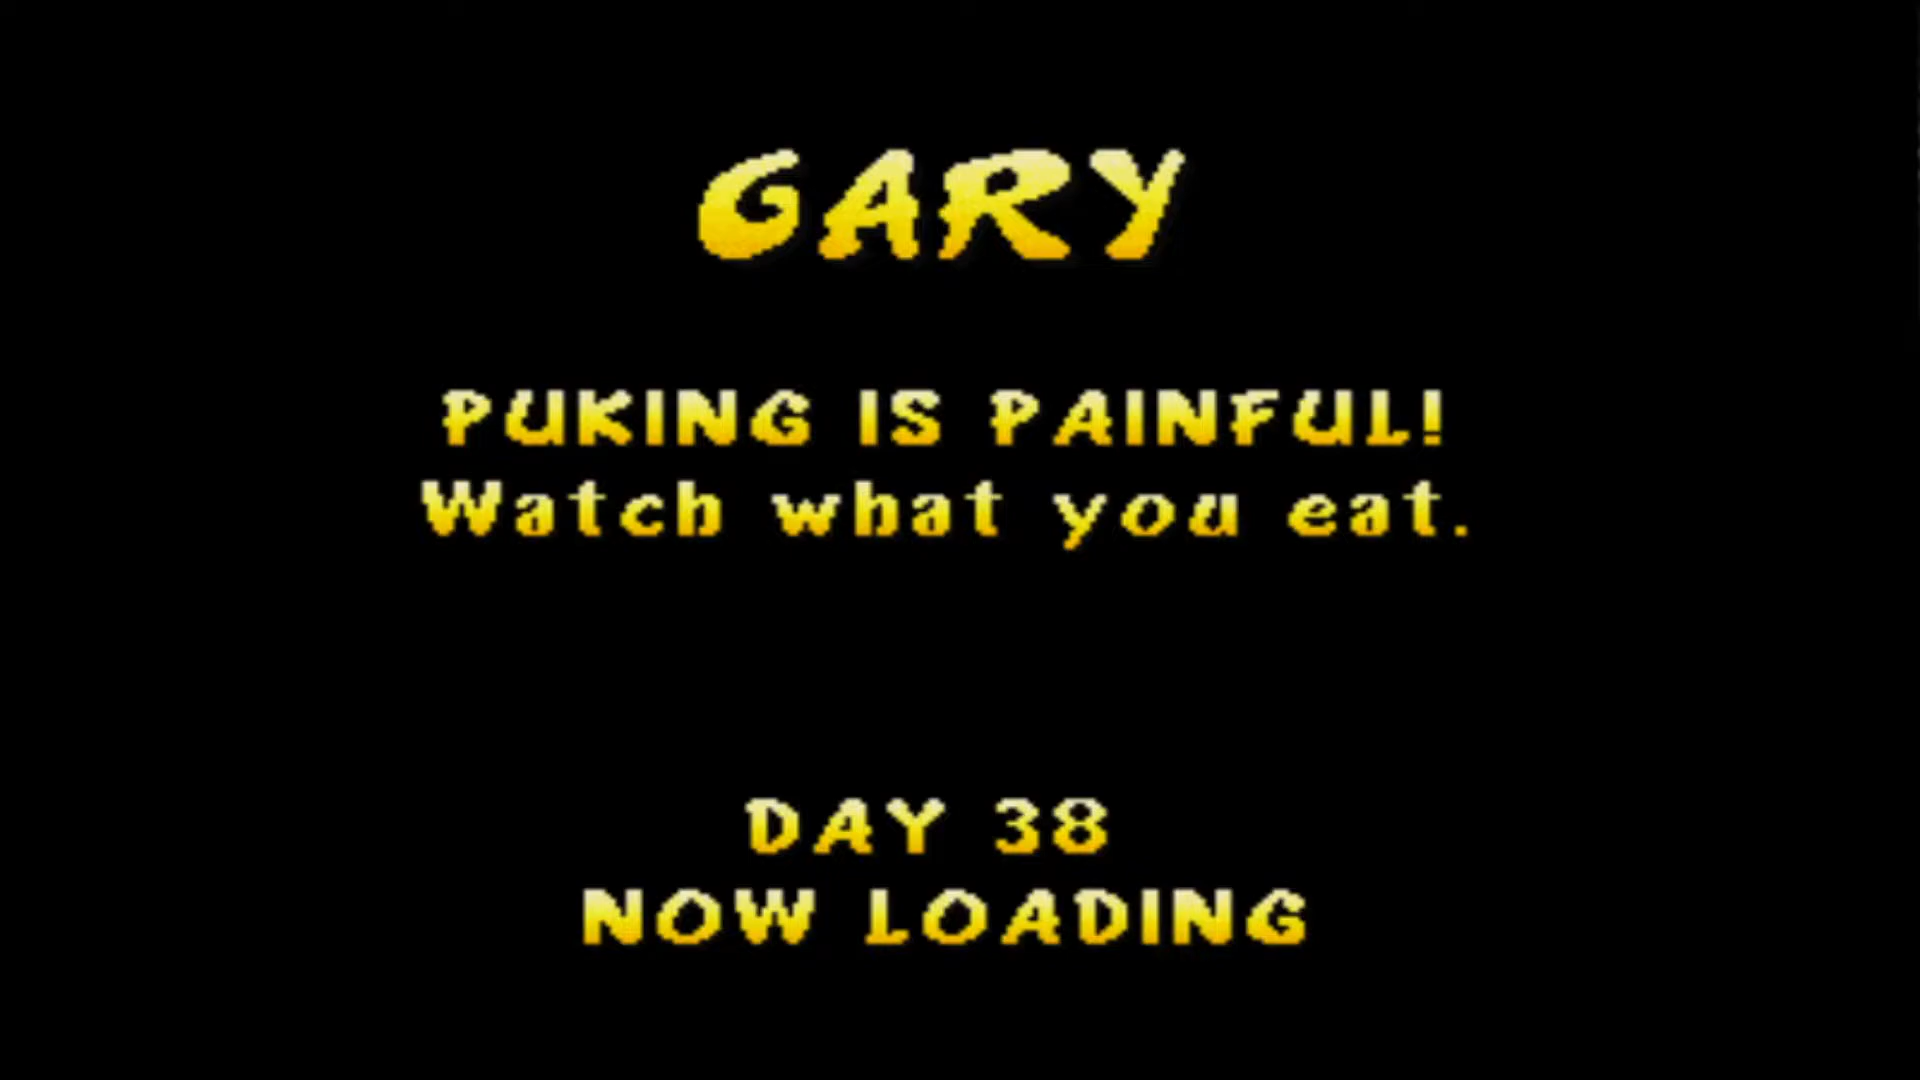 GARY
PUKING IS PAINFUL!
Watch what you eat.
DAY 38
NOW LOADING